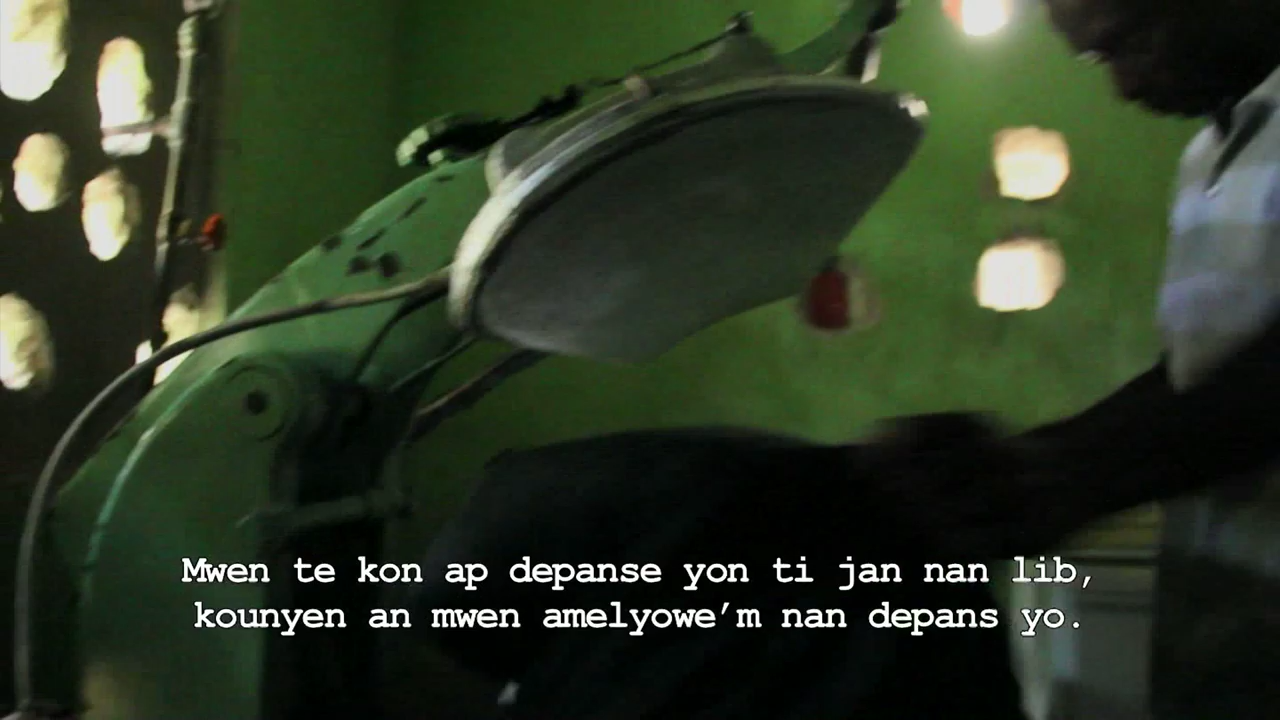 Mwen te kon ap depanse yon ti jan nan lib,
kounyen an mwen amelyowe’m nan depans yo.